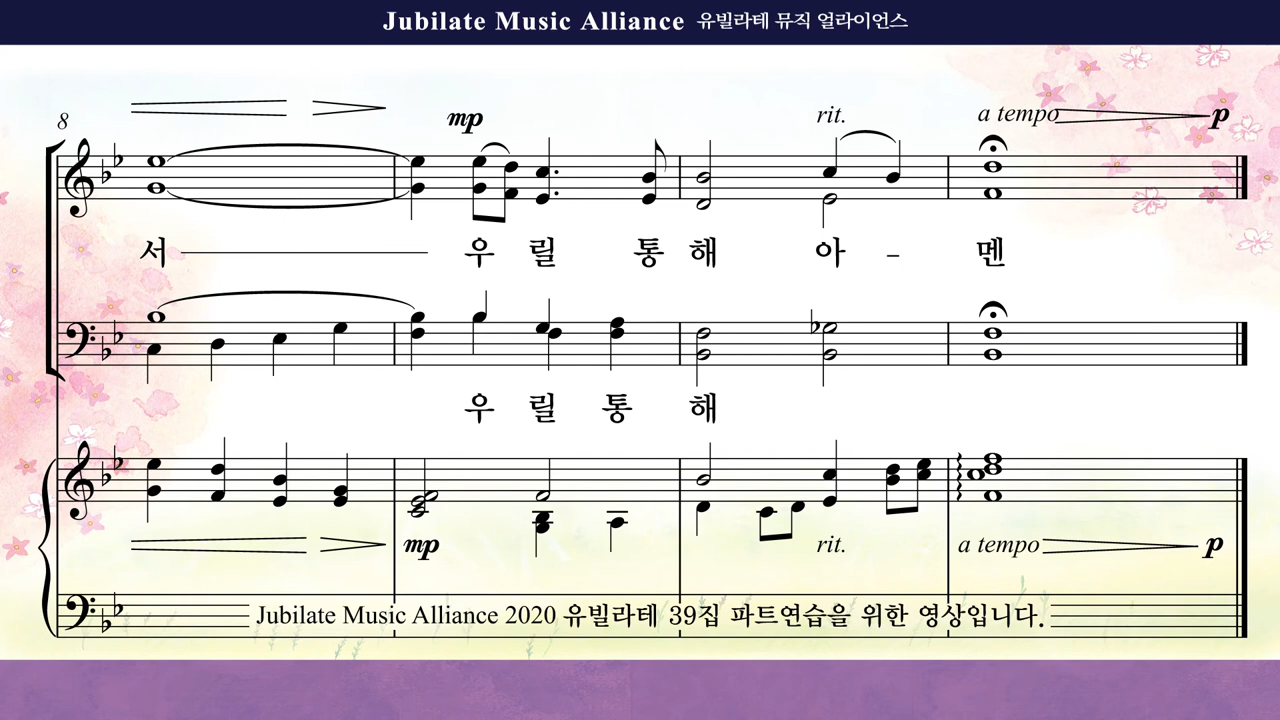 Jubilate Music Alliance 유빌라테 뮤직 얼라이언스
8 mp rit. a tempo p
서 우 릴 통 해 아 - 멘
우 릴 통 해
mp rit. a tempo p
Jubilate Music Alliance 2020 유빌라테 39집 파트연습을 위한 영상입니다.